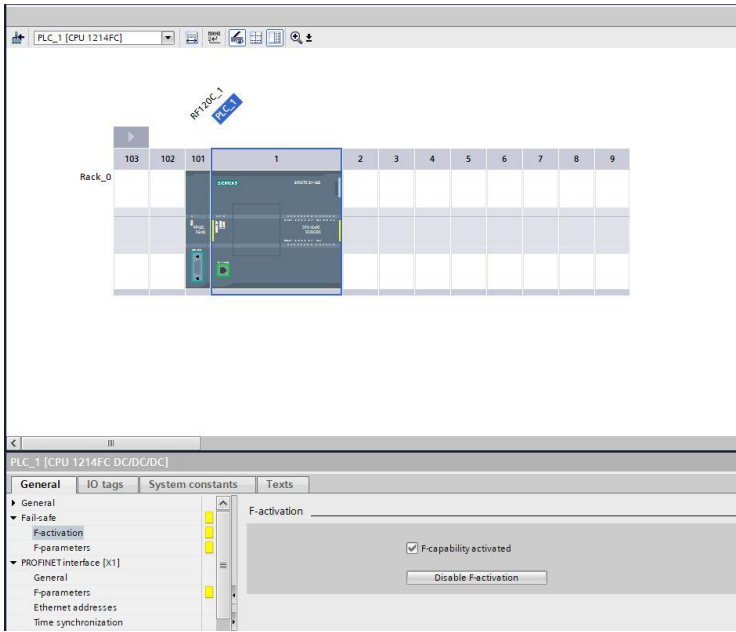 PLC_1 [CPU 1214FC]
RF120C_1
PLC_1
103 102 101 1 2 3 4 5 6 7 8 9
Rack_0
SIEMENS
PLC_1 [CPU 1214FC DC/DC/DC]
General IO tags System constants Texts
General
Fail-safe
F-activation
F-parameters
PROFINET interface [X1]
General
F-parameters
Ethernet addresses
Time synchronization
F-activation
F-capability activated
Disable F-activation